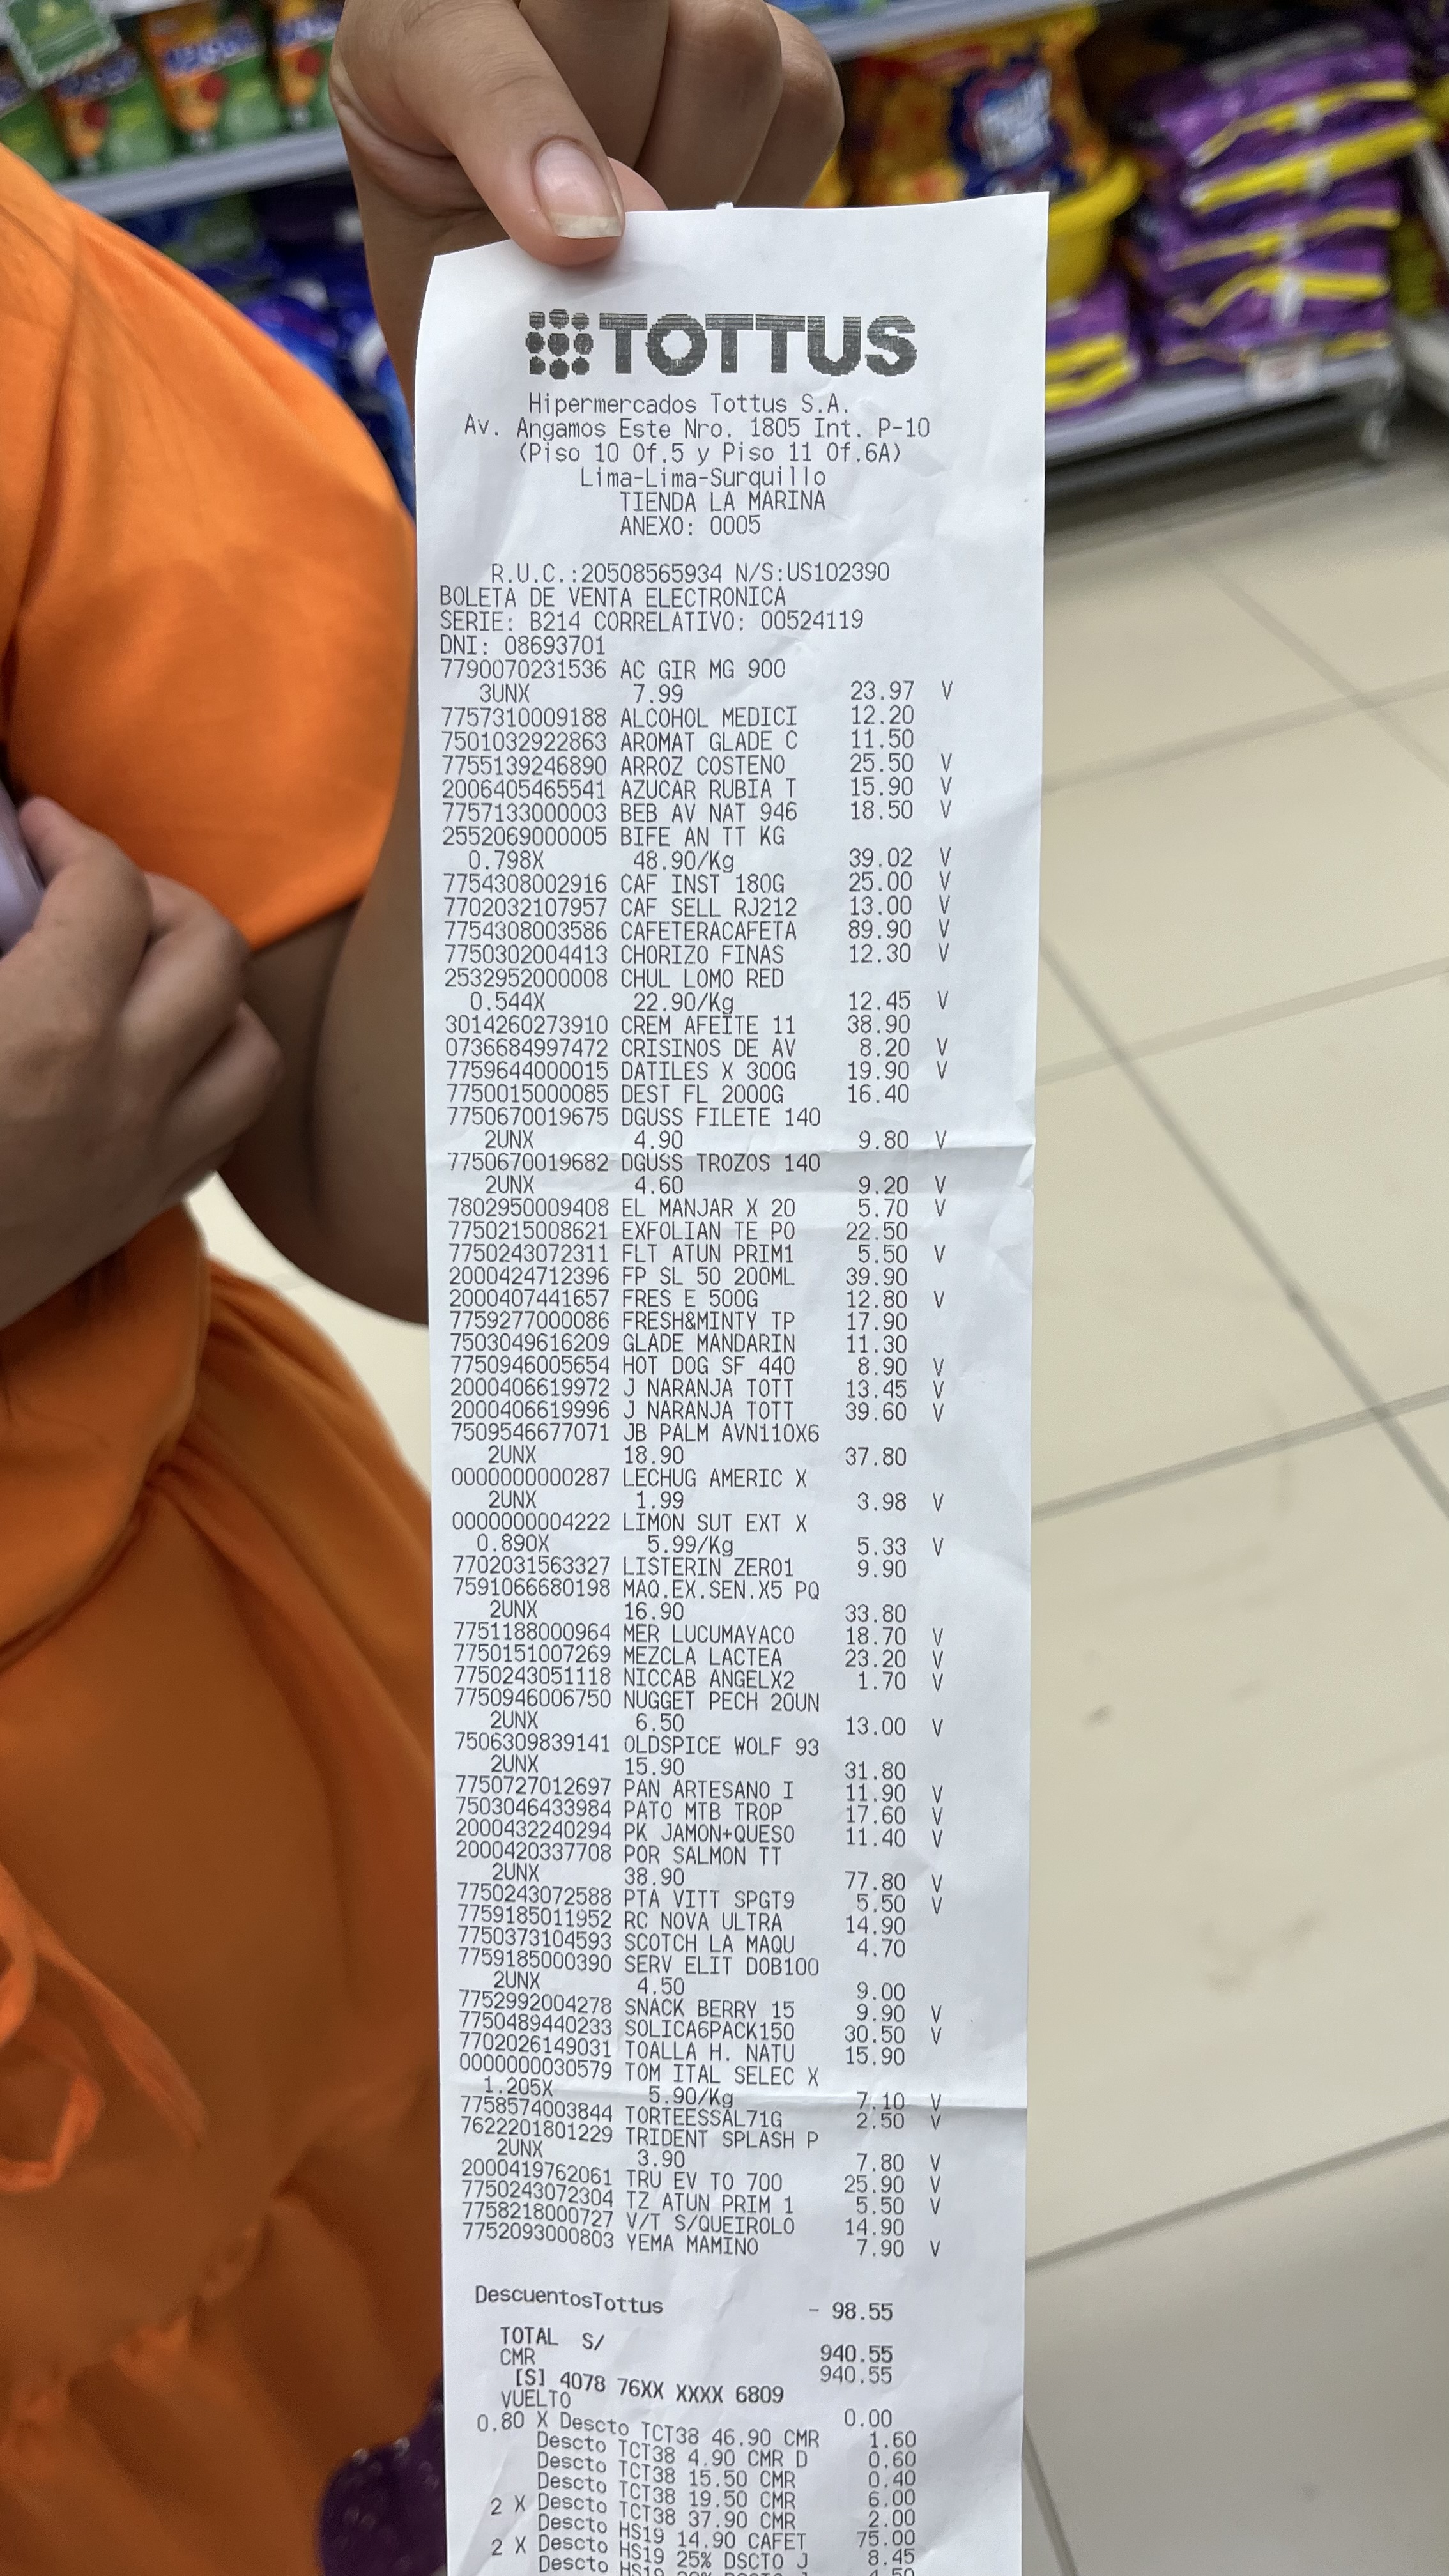 TOTTUS
Hipermercados Tottus S.A.
Av. Angamos Este Nro. 1805 Int. P-10
(Piso 10 Of.5 y Piso 11 Of.6A)
Lima-Lima-Surquillo
TIENDA LA MARINA
ANEXO: 0005
R.U.C.:20508565934 N/S:US102390
BOLETA DE VENTA ELECTRONICA
SERIE: B214 CORRELATIVO: 00524119
DNI: 08693701
7790070231536 AC GIR MG 900
3UNX 7.99 23.97 V
7757310009188 ALCOHOL MEDICI 12.20
7501032922863 AROMAT GLADE C 11.50
7755139246890 ARROZ COSTENO 25.50 V
2006405465541 AZUCAR RUBIA T 15.90 V
7757133000003 BEB AV NAT 946 18.50 V
2552069000005 BIFE AN TT KG
0.798X 48.90/Kg 39.02 V
7754308002916 CAF INST 180G 25.00 V
7702032107957 CAF SELL RJ212 13.00 V
7754308003586 CAFETERACAFETA 89.90 V
7750302004413 CHORIZO FINAS 12.30 V
2532952000008 CHUL LOMO RED
0.544X 22.90/Kg 12.45 V
3014260273910 CREM AFEITE 11 38.90
0736684997472 CRISINOS DE AV 8.20 V
7759644000015 DATILES X 300G 19.90 V
7750015000085 DEST FL 2000G 16.40
7750670019675 DGUSS FILETE 140
2UNX 4.90 9.80 V
7750670019682 DGUSS TROZOS 140
2UNX 4.60 9.20 V
7802950009408 EL MANJAR X 20 5.70 V
7750215008621 EXFOLIAN TE PO 22.50
7750243072311 FLT ATUN PRIM1 5.50 V
2000424712396 FP SL 50 200ML 39.90
2000407441657 FRES E 500G 12.80 V
7759277000086 FRESH&MINTY TP 17.90
7503049616209 GLADE MANDARIN 11.30
7750946005654 HOT DOG SF 440 8.90 V
2000406619972 J NARANJA TOTT 13.45 V
2000406619996 J NARANJA TOTT 39.60 V
7509546677071 JB PALM AVN110X6
2UNX 18.90 37.80
0000000000287 LECHUG AMERIC X
2UNX 1.99 3.98 V
0000000004222 LIMON SUT EXT X
0.890X 5.99/Kg 5.33 V
7702031563327 LISTERIN ZERO1 9.90
7591066680198 MAQ.EX.SEN.X5 PQ
2UNX 16.90 33.80
7751188000964 MER LUCUMAYACO 18.70 V
7750151007269 MEZCLA LACTEA 23.20 V
7750243051118 NICCAB ANGELX2 1.70 V
7750946006750 NUGGET PECH 20UN
2UNX 6.50 13.00 V
7506309839141 OLDSPICE WOLF 93
2UNX 15.90 31.80
7750727012697 PAN ARTESANO I 11.90 V
7503046433984 PATO MTB TROP 17.60 V
2000432240294 PK JAMON+QUESO 11.40 V
2000420337708 POR SALMON TT
2UNX 38.90 77.80 V
7750243072588 PTA VITT SPGT9 5.50 V
7759185011952 RC NOVA ULTRA 14.90
7750373104593 SCOTCH LA MAQU 4.70
7759185000390 SERV ELIT DOB100
2UNX 4.50 9.00
7752992004278 SNACK BERRY 15 9.90 V
7750489440233 SOLICA6PACK150 30.50 V
7702026149031 TOALLA H. NATU 15.90
0000000030579 TOM ITAL SELEC X
1.205X 5.90/Kg 7.10 V
7758574003844 TORTEESSAL71G 2.50 V
7622201801229 TRIDENT SPLASH P
2UNX 3.90 7.80 V
2000419762061 TRU EV TO 700 25.90 V
7750243072304 TZ ATUN PRIM 1 5.50 V
7758218000727 V/T S/QUEIROLO 14.90
7752093000803 YEMA MAMINO 7.90 V
DescuentosTottus - 98.55
TOTAL S/ 940.55
CMR 940.55
[S] 4078 76XX XXXX 6809
VUELTO 0.00
0.80 X Descto TCT38 46.90 CMR 1.60
Descto TCT38 4.90 CMR D 0.60
Descto TCT38 15.50 CMR 0.40
Descto TCT38 19.50 CMR 6.00
2 X Descto TCT38 37.90 CMR 2.00
Descto HS19 14.90 CAFET 75.00
2 X Descto HS19 25% DSCTO J 8.45
Descto HS19